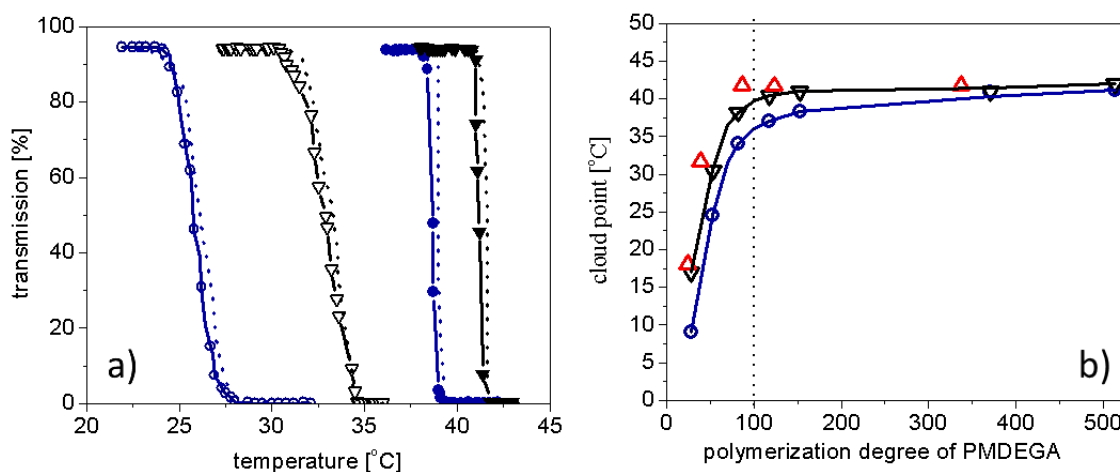 100
80
60
40
20
0
transmission [%]
a)
20 25 30 35 40 45
temperature [°C]
50
45
40
35
30
25
20
15
10
5
0
cloud point [°C]
b)
0 100 200 300 400 500
polymerization degree of PMDEGA